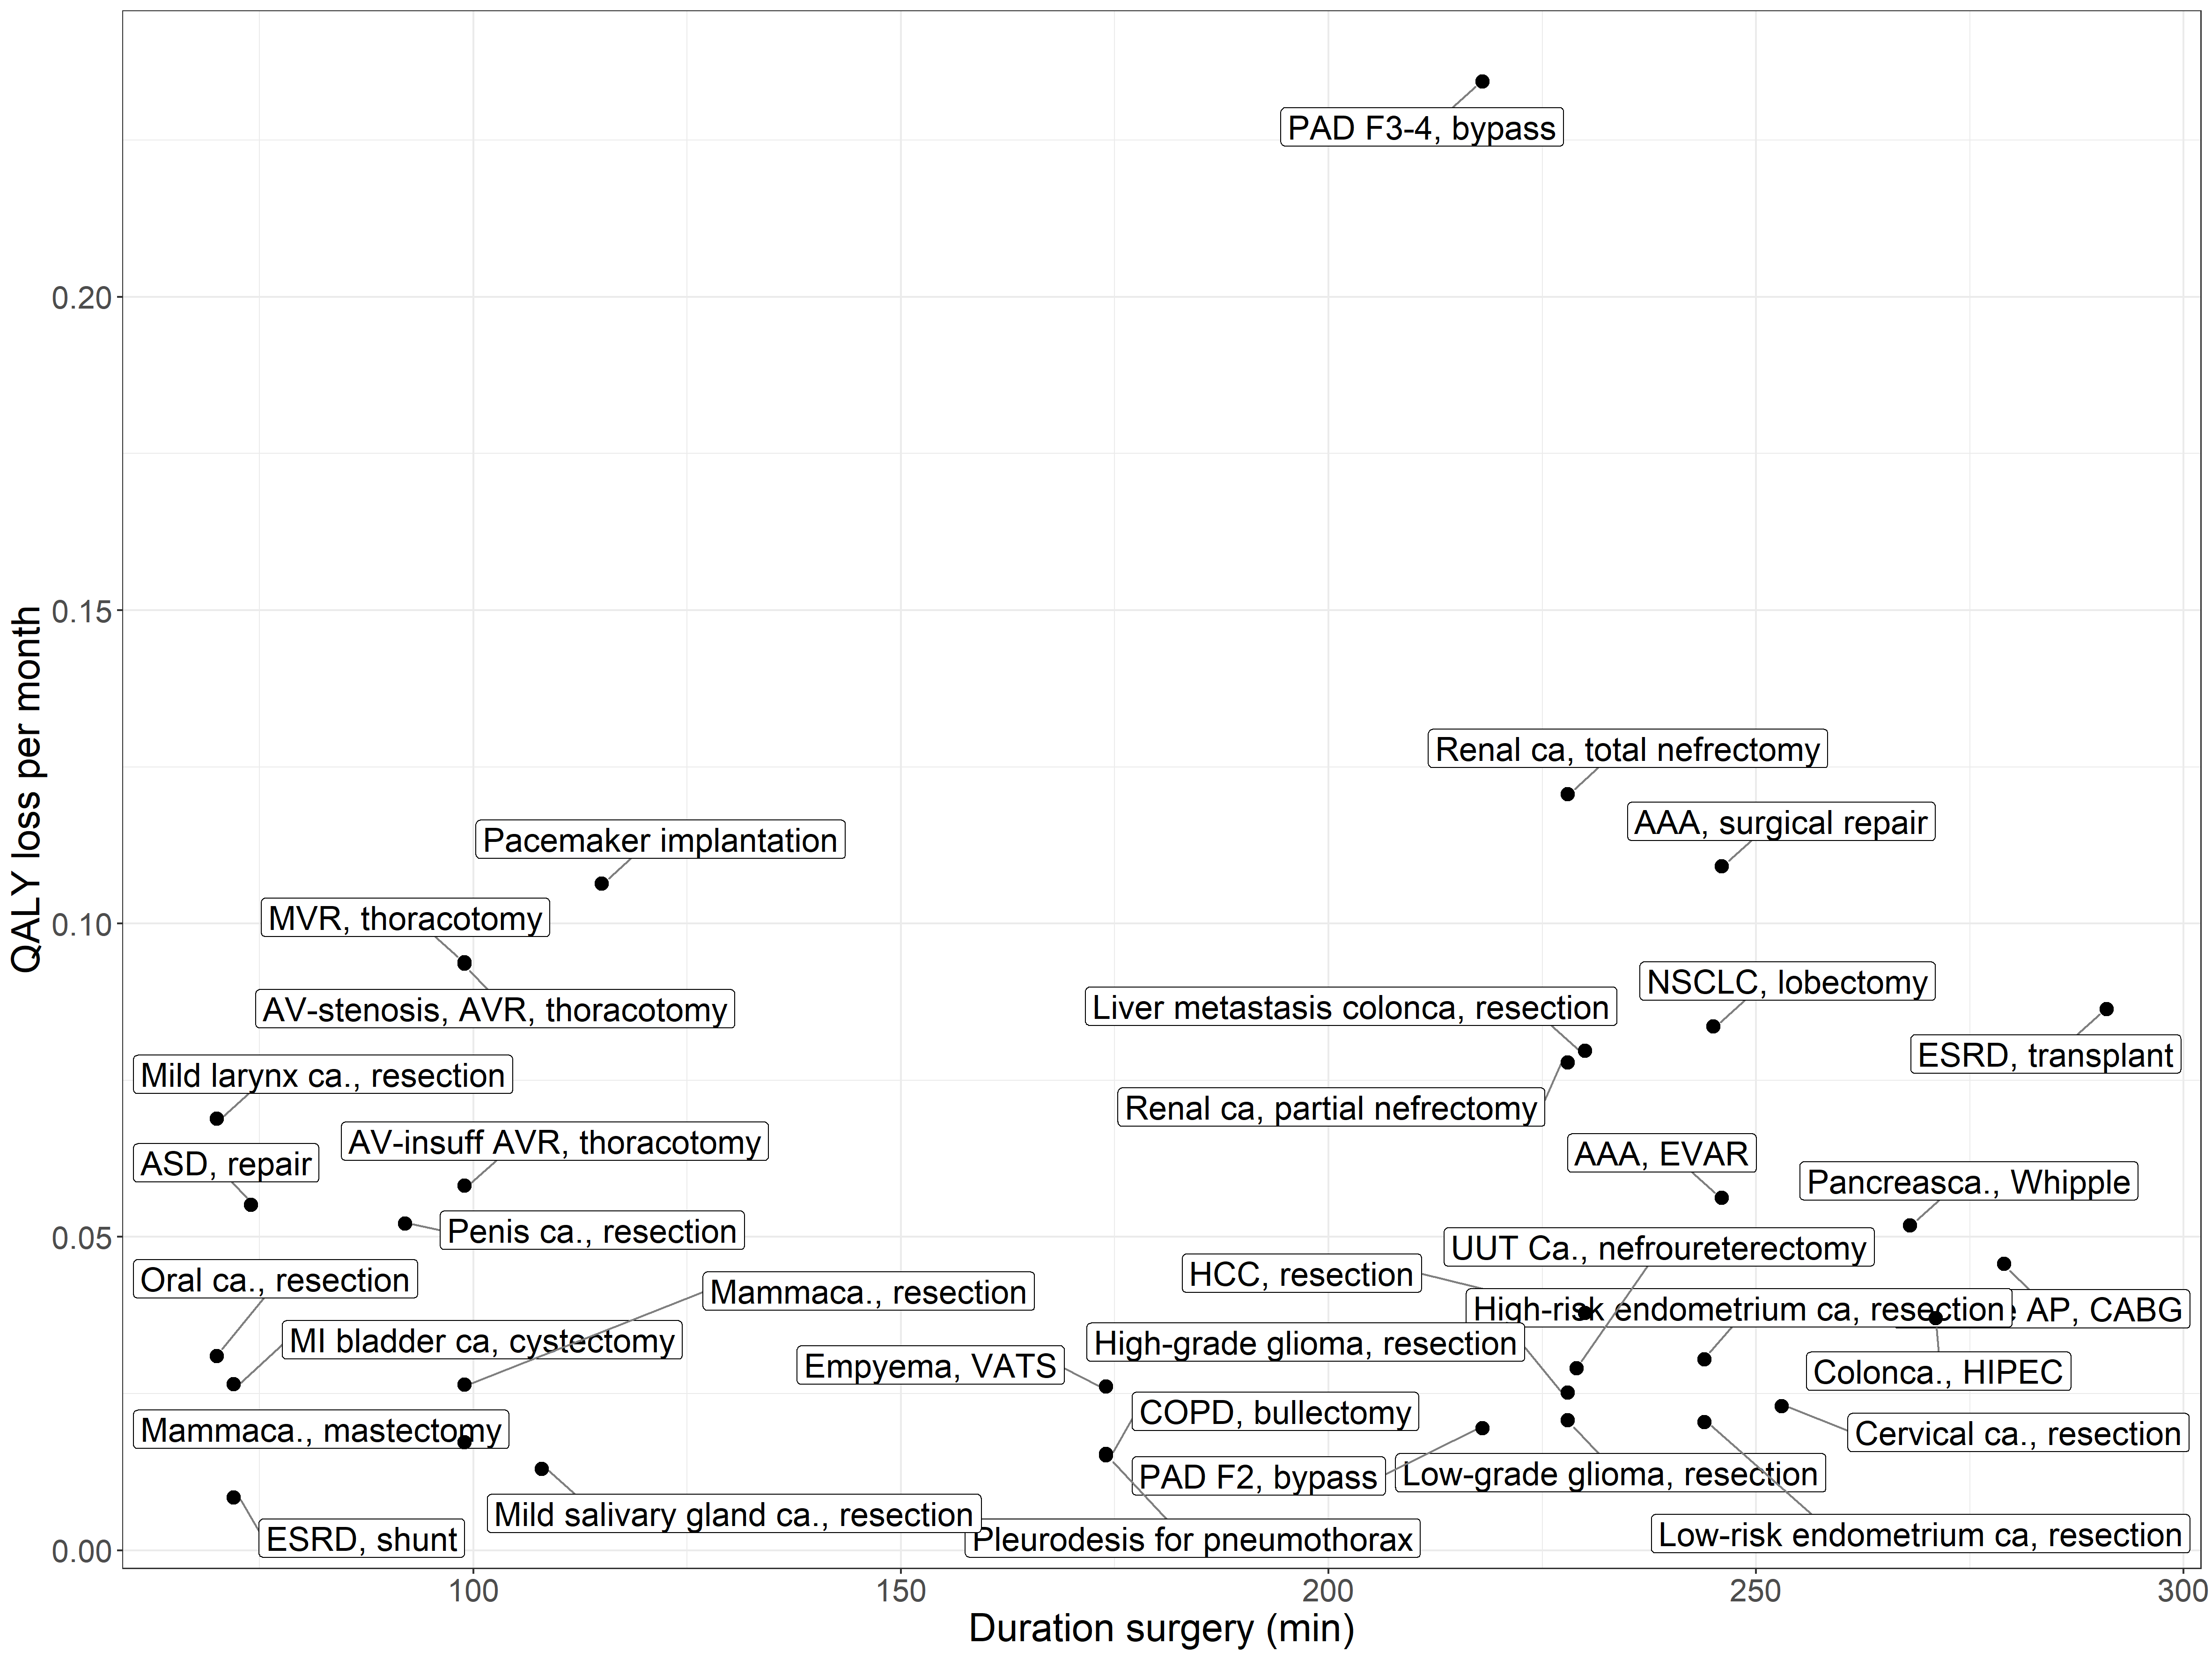 PAD F3-4, bypass
0.20
0.15
Renal ca, total nefrectomy
AAA, surgical repair
Pacemaker implantation
MVR, thoracotomy
0.10
NSCLC, lobectomy
Liver metastasis colonca, resection
AV-stenosis, AVR, thoracotomy
ESRD, transplant
Mild larynx ca., resection
Renal ca, partial nefrectomy
AV-insuff AVR, thoracotomy
AAA, EVAR
ASD, repair
Pancreasca., Whipple
Penis ca., resection
0.05
UUT Ca., nefroureterectomy
HCC, resection
Oral ca., resection
Mammaca., resection
High-risk endometrium ca, resection
AP, CABG
MI bladder ca, cystectomy
High-grade glioma, resection
Empyema, VATS
Colonca., HIPEC
COPD, bullectomy
Mammaca., mastectomy
Cervical ca., resection
PAD F2, bypass
Low-grade glioma, resection
Mild salivary gland ca., resection
Low-risk endometrium ca, resection
ESRD, shunt
Pleurodesis for pneumothorax
0.00
100
150
200
250
300
Duration surgery (min)
QALY loss per month